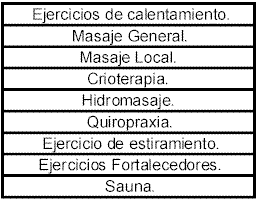 Ejercicios de calentamiento.
Masaje General.
Masaje Local.
Crioterapia.
Hidromasaje.
Quiropraxia.
Ejercicio de estiramiento.
Ejercicios Fortalecedores.
Sauna.